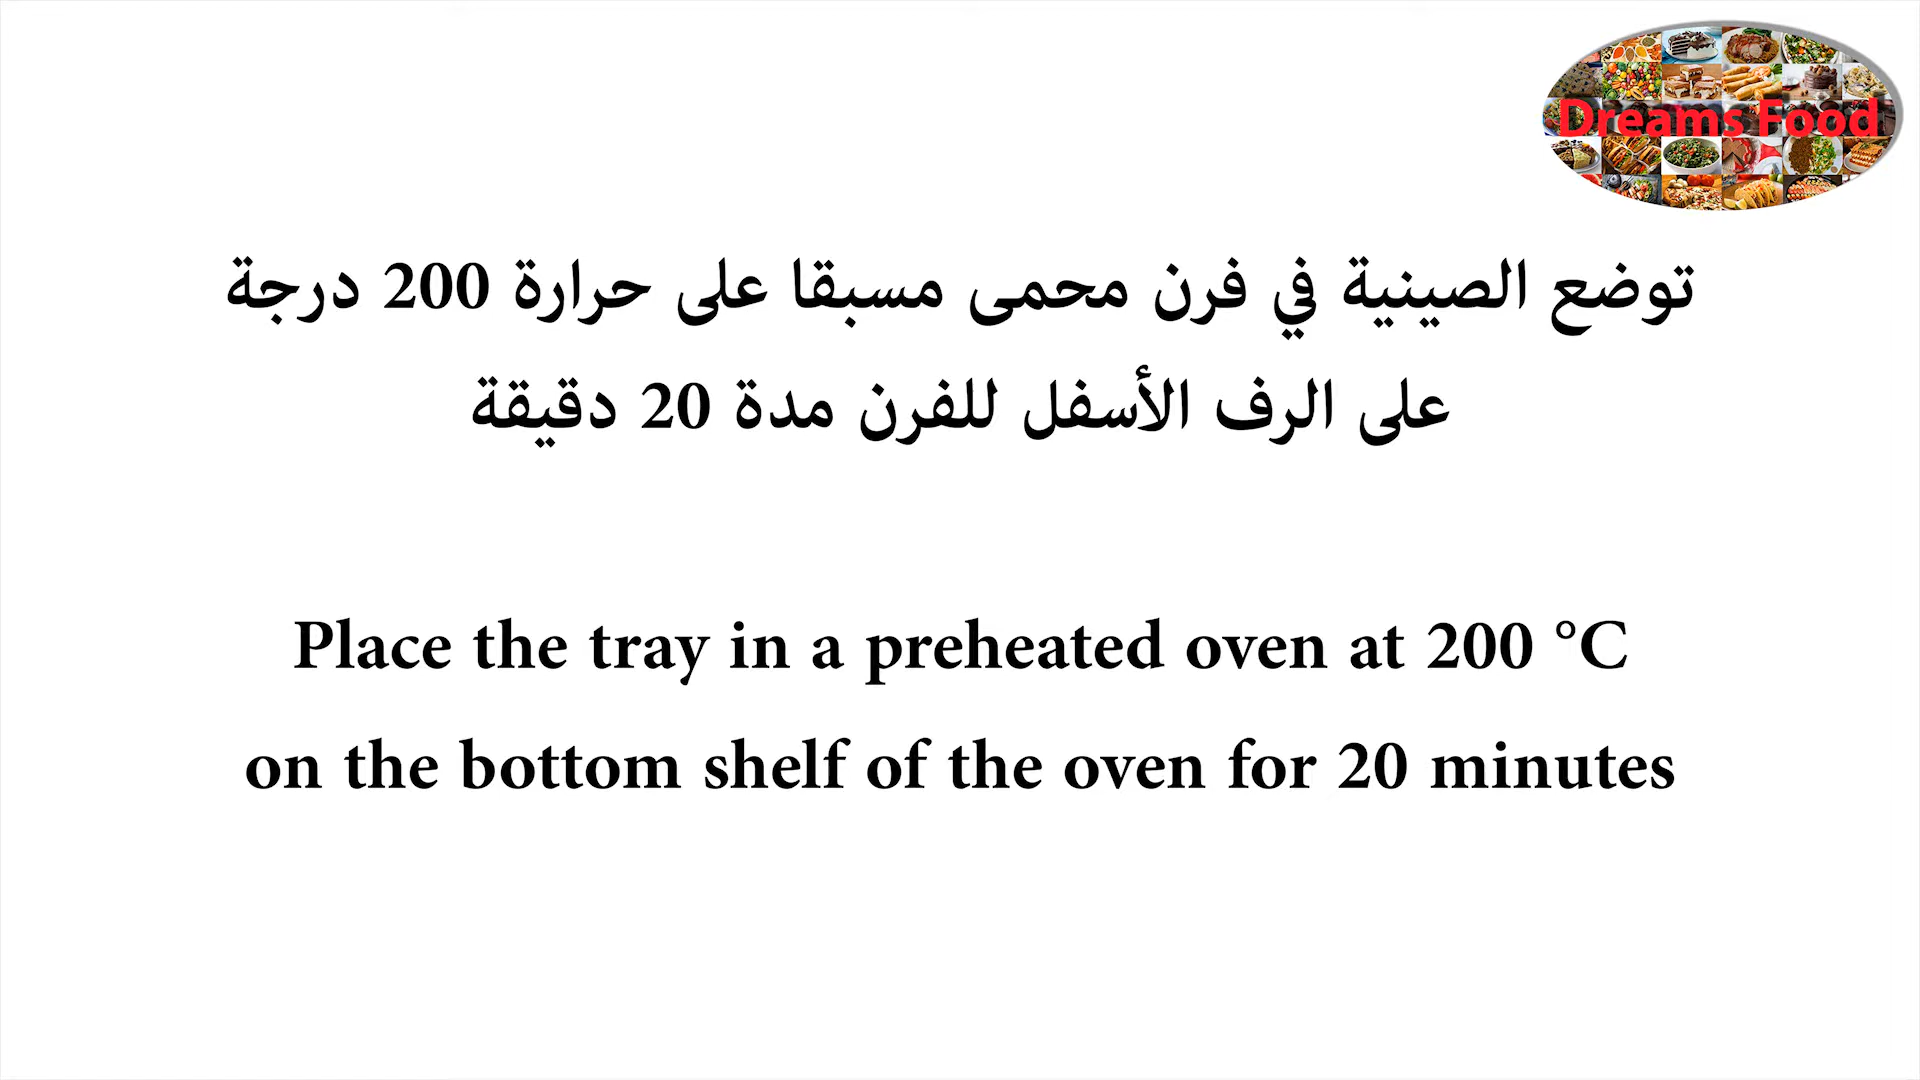 Dreams Food
توضع الصينية في فرن محمى مسبقا على حرارة 200 درجة
على الرف الأسفل للفرن مدة 20 دقيقة
Place the tray in a preheated oven at 200 °C
on the bottom shelf of the oven for 20 minutes